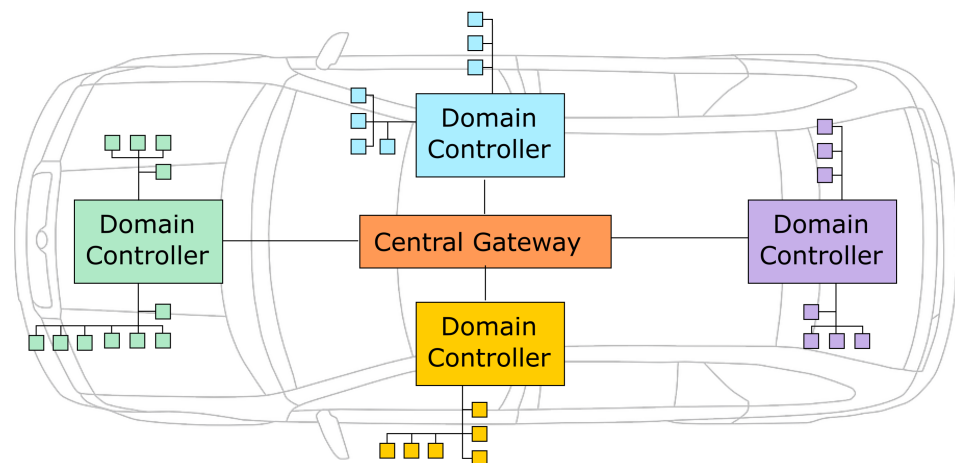 Domain
Controller
Domain
Controller
Central Gateway
Domain
Controller
Domain
Controller